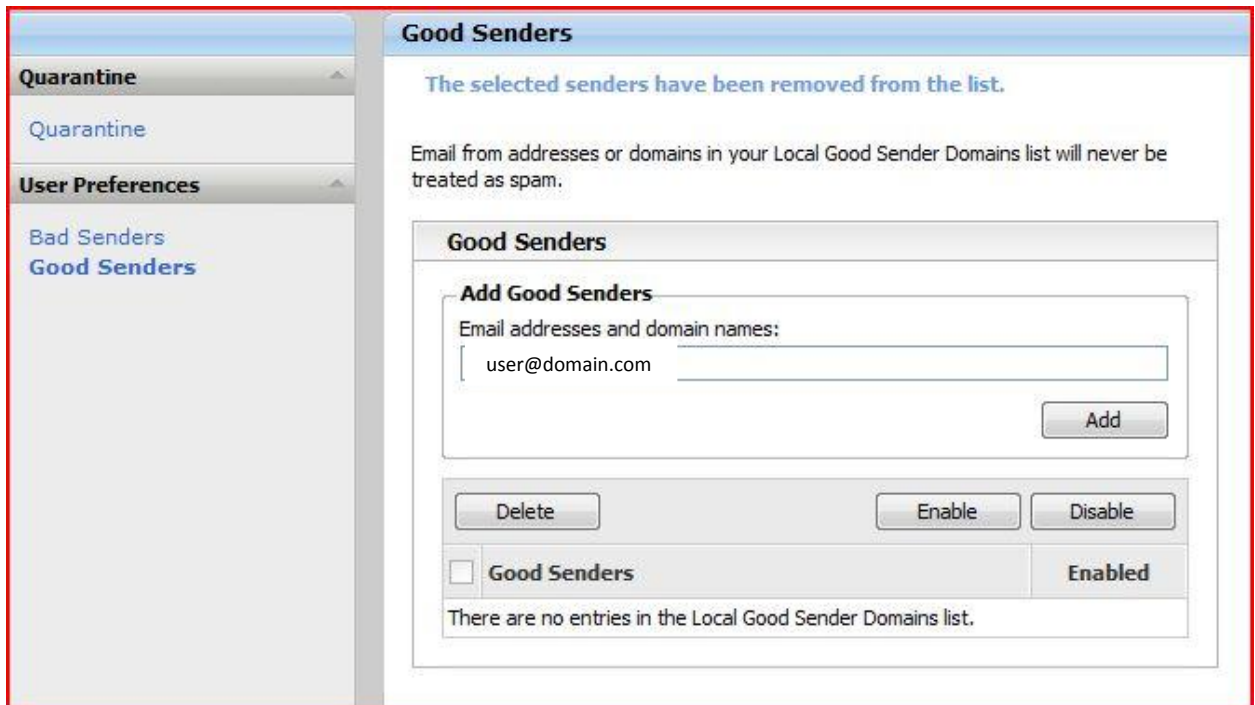 Quarantine
Quarantine
User Preferences
Bad Senders
Good Senders
Good Senders
The selected senders have been removed from the list.
Email from addresses or domains in your Local Good Sender Domains list will never be
treated as spam.
Good Senders
Add Good Senders
Email addresses and domain names:
user@domain.com
Add
Delete Enable Disable
Good Senders Enabled
There are no entries in the Local Good Sender Domains list.